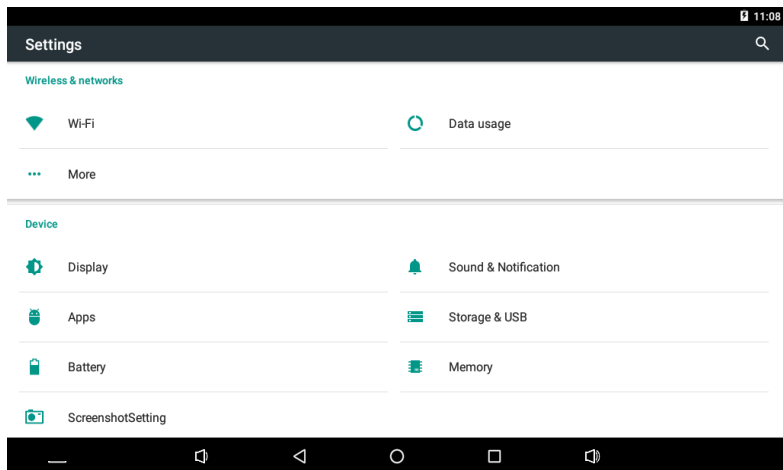 11:08
Settings
Wireless & networks
Wi-Fi
Data usage
More
Device
Display
Sound & Notification
Apps
Storage & USB
Battery
Memory
ScreenshotSetting